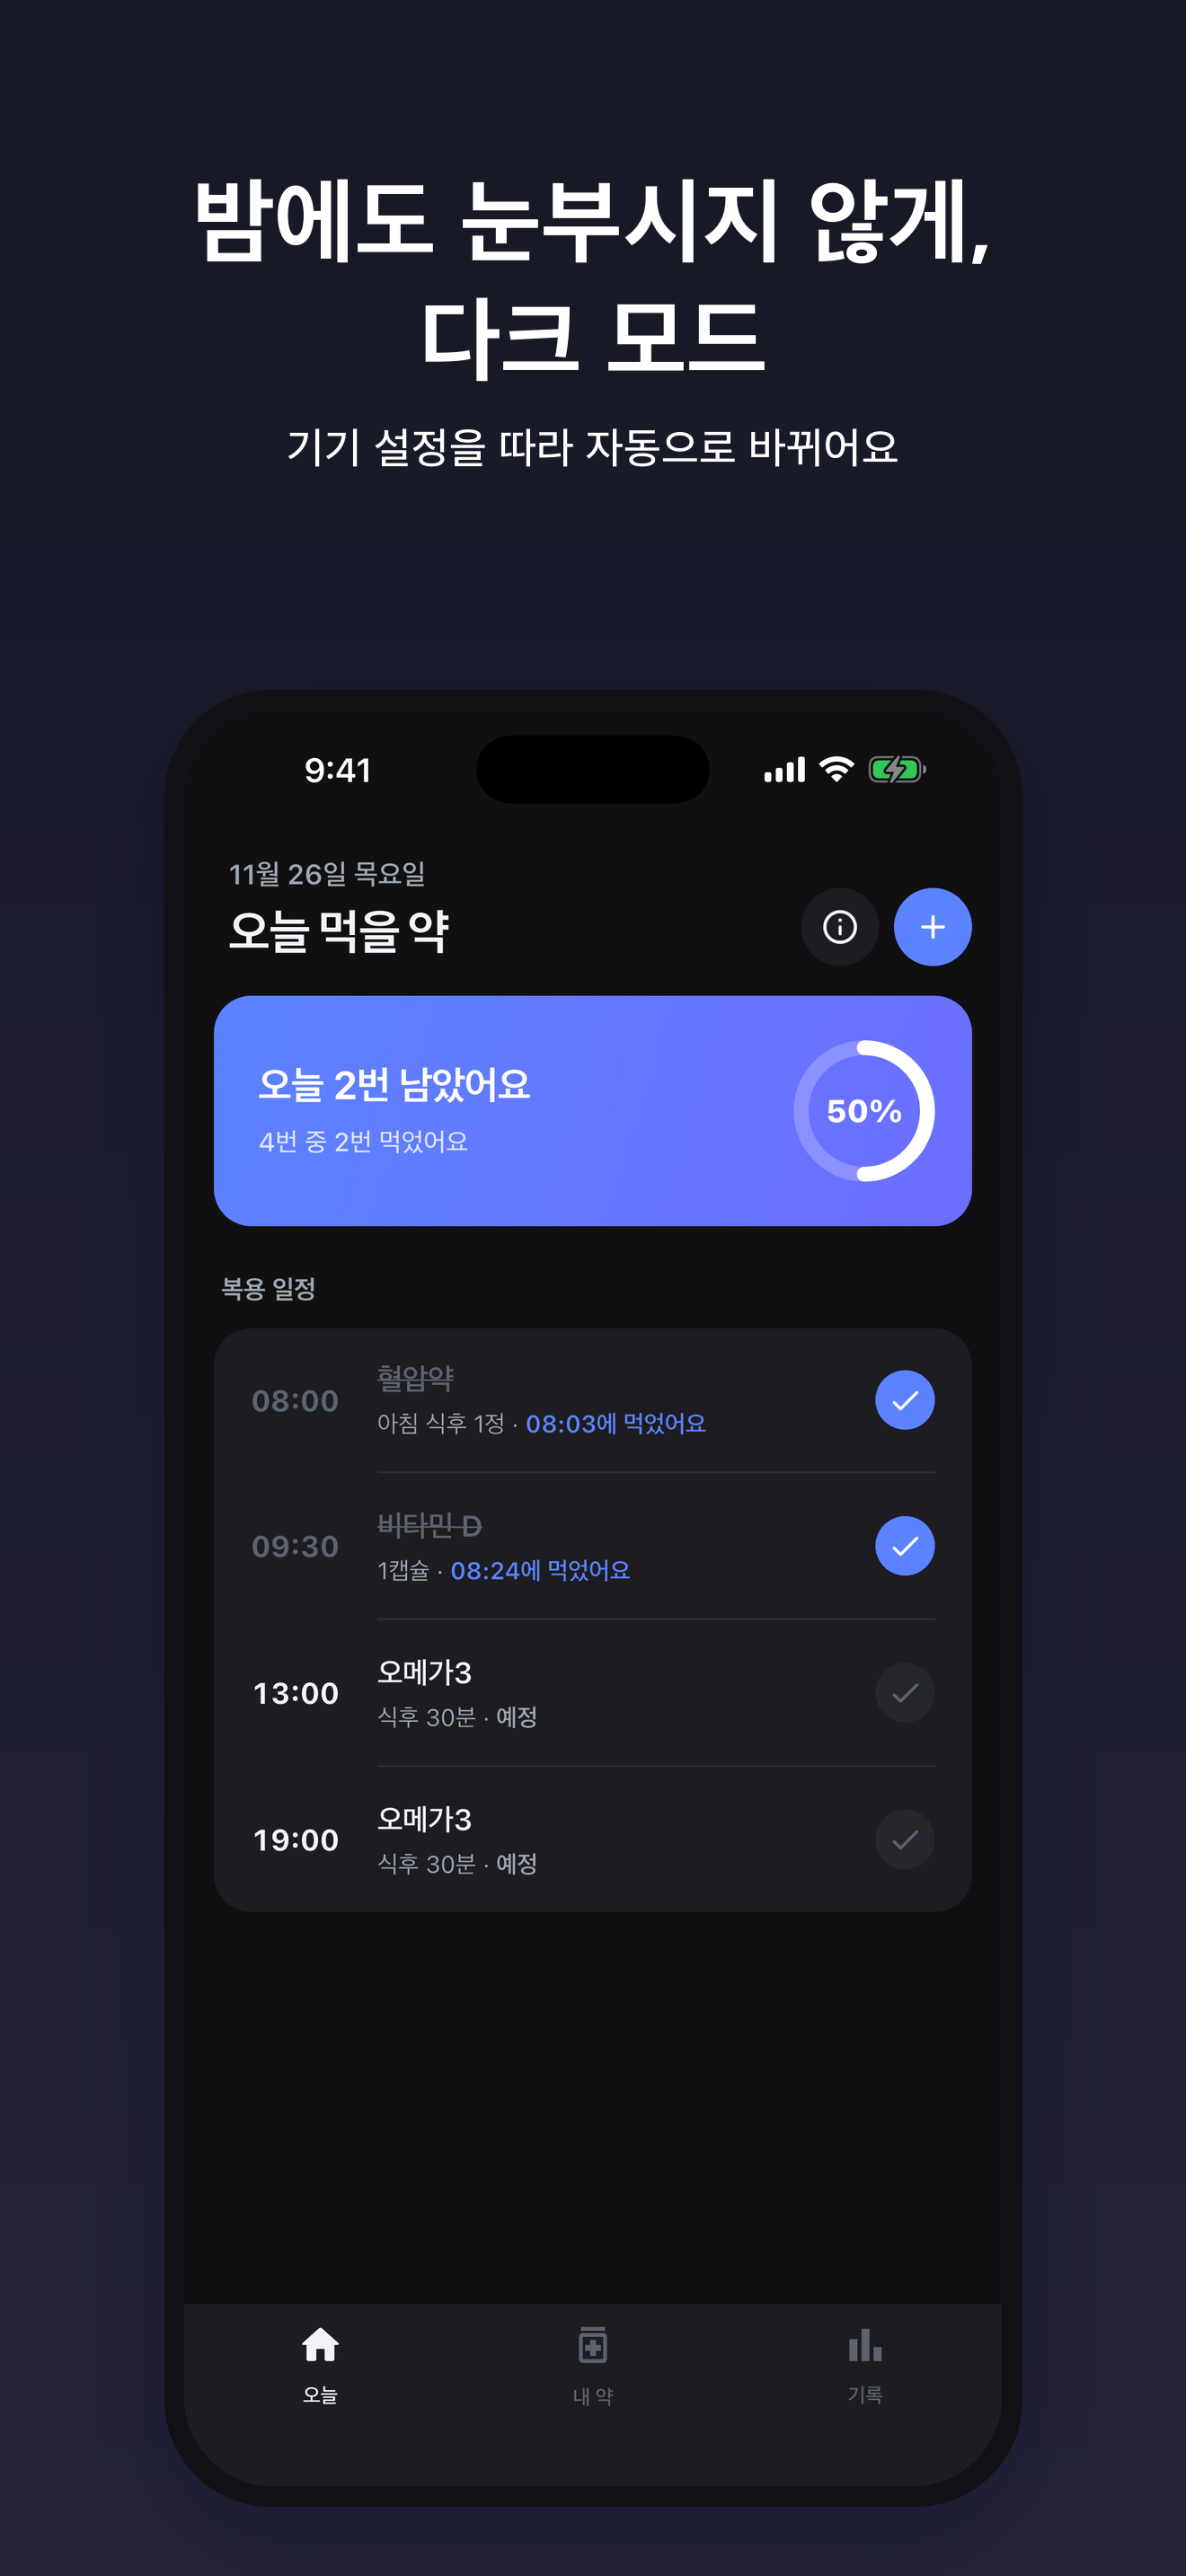 밤에도 눈부시지 않게,
다크 모드
기기 설정을 따라 자동으로 바뀌어요
9:41
11월 26일 목요일
오늘 먹을 약
오늘 2번 남았어요
4번 중 2번 먹었어요
50%
복용 일정
08:00
혈압약
아침 식후 1정 · 08:03에 먹었어요
09:30
비타민 D
1캡슐 · 08:24에 먹었어요
13:00
오메가3
식후 30분 · 예정
19:00
오메가3
식후 30분 · 예정
오늘
내 약
기록